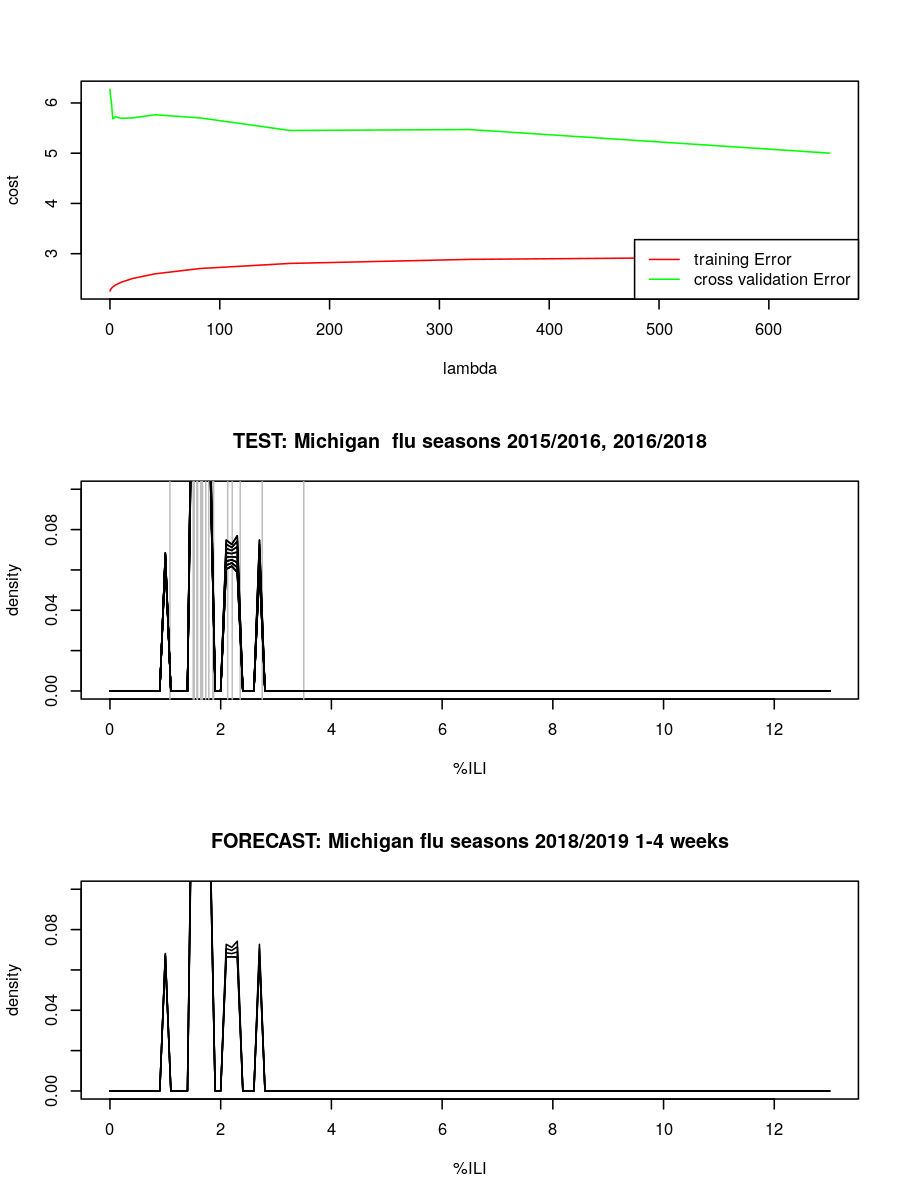 6
5
4
3
cost
training Error
cross validation Error
0 100 200 300 400 500 600
lambda
TEST: Michigan  flu seasons 2015/2016, 2016/2018
0.08
0.04
0.00
density
0 2 4 6 8 10 12
%ILI
FORECAST: Michigan flu seasons 2018/2019 1-4 weeks
0.08
0.04
0.00
density
0 2 4 6 8 10 12
%ILI